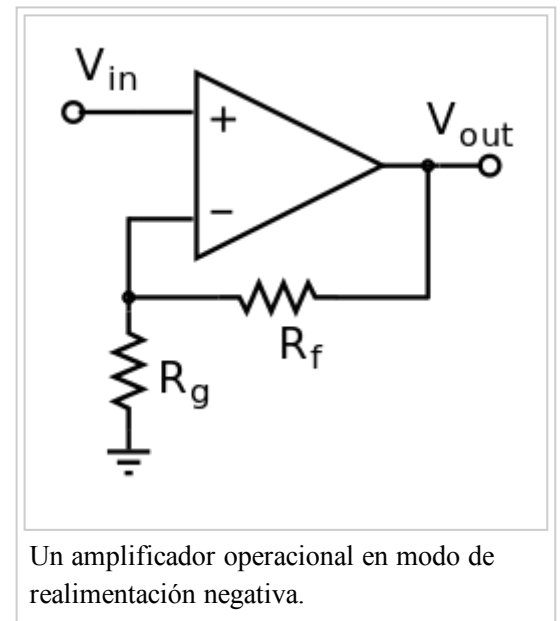 Vin
+
Vout
−
Rf
Rg
Un amplificador operacional en modo de
realimentación negativa.